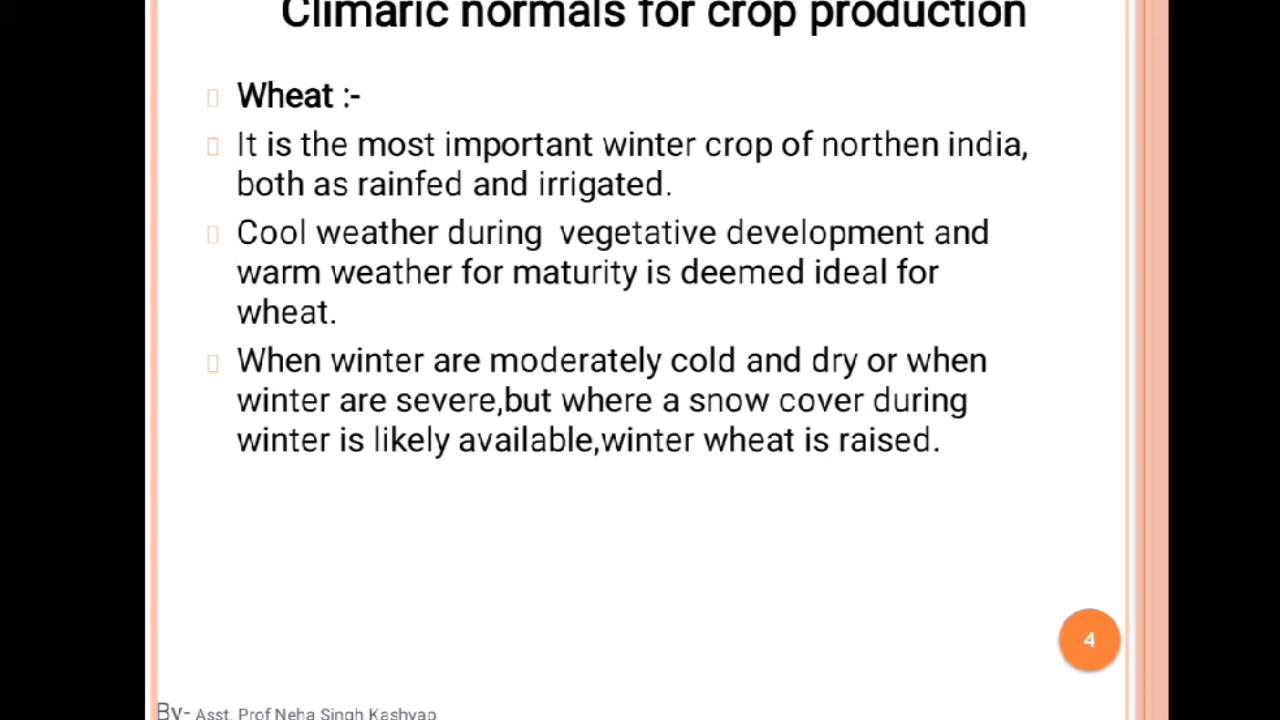 Climaric normals for crop production
Wheat :-
It is the most important winter crop of northen india,
both as rainfed and irrigated.
Cool weather during vegetative development and
warm weather for maturity is deemed ideal for
wheat.
When winter are moderately cold and dry or when
winter are severe,but where a snow cover during
winter is likely available,winter wheat is raised.
4
By- Asst. Prof Neha Singh Kashyap